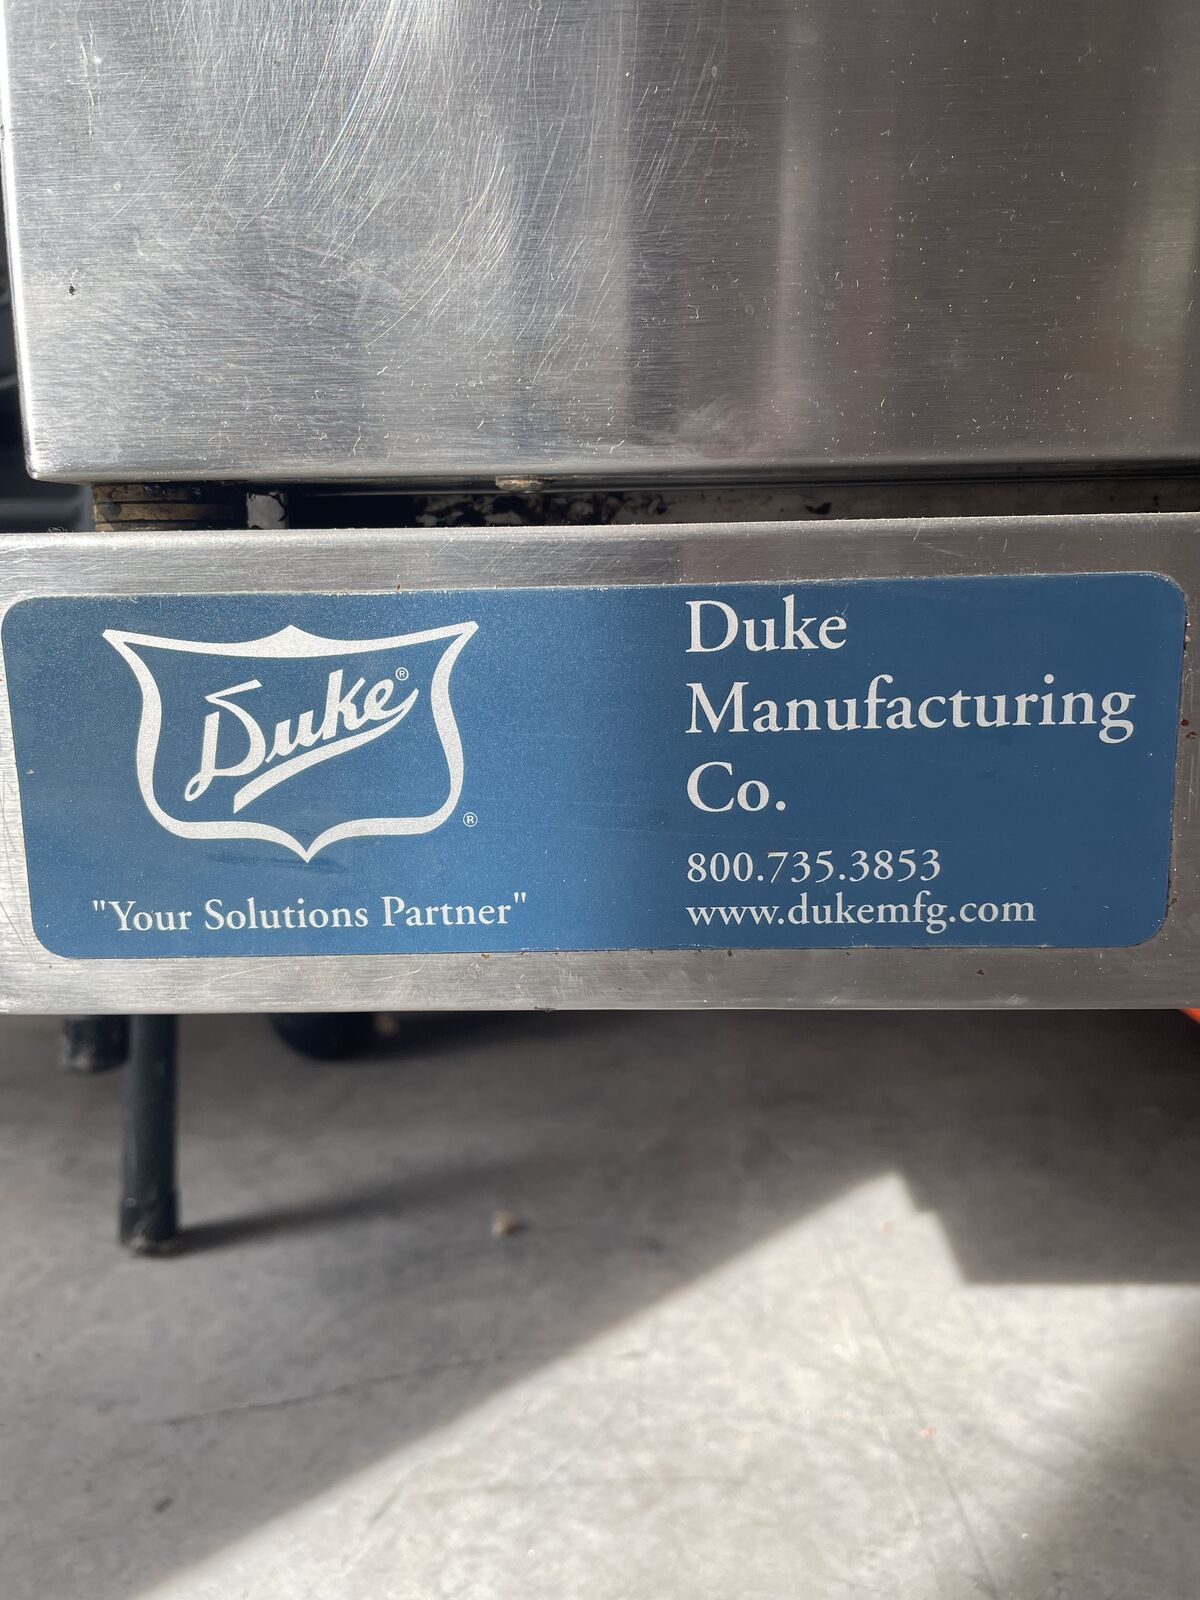 Duke®
®
"Your Solutions Partner"
Duke
Manufacturing
Co.
800.735.3853
www.dukemfg.com